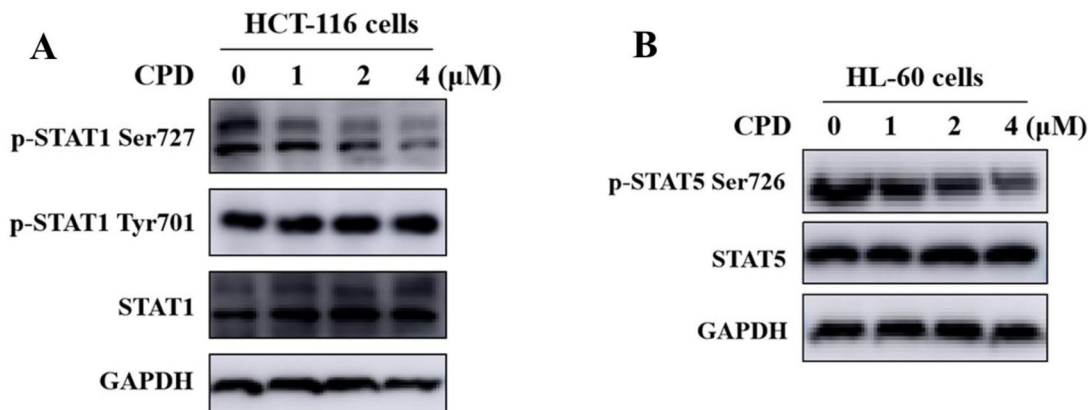 A
HCT-116 cells
CPD 0 1 2 4 (μM)
p-STAT1 Ser727
p-STAT1 Tyr701
STAT1
GAPDH
B
HL-60 cells
CPD 0 1 2 4 (μM)
p-STAT5 Ser726
STAT5
GAPDH